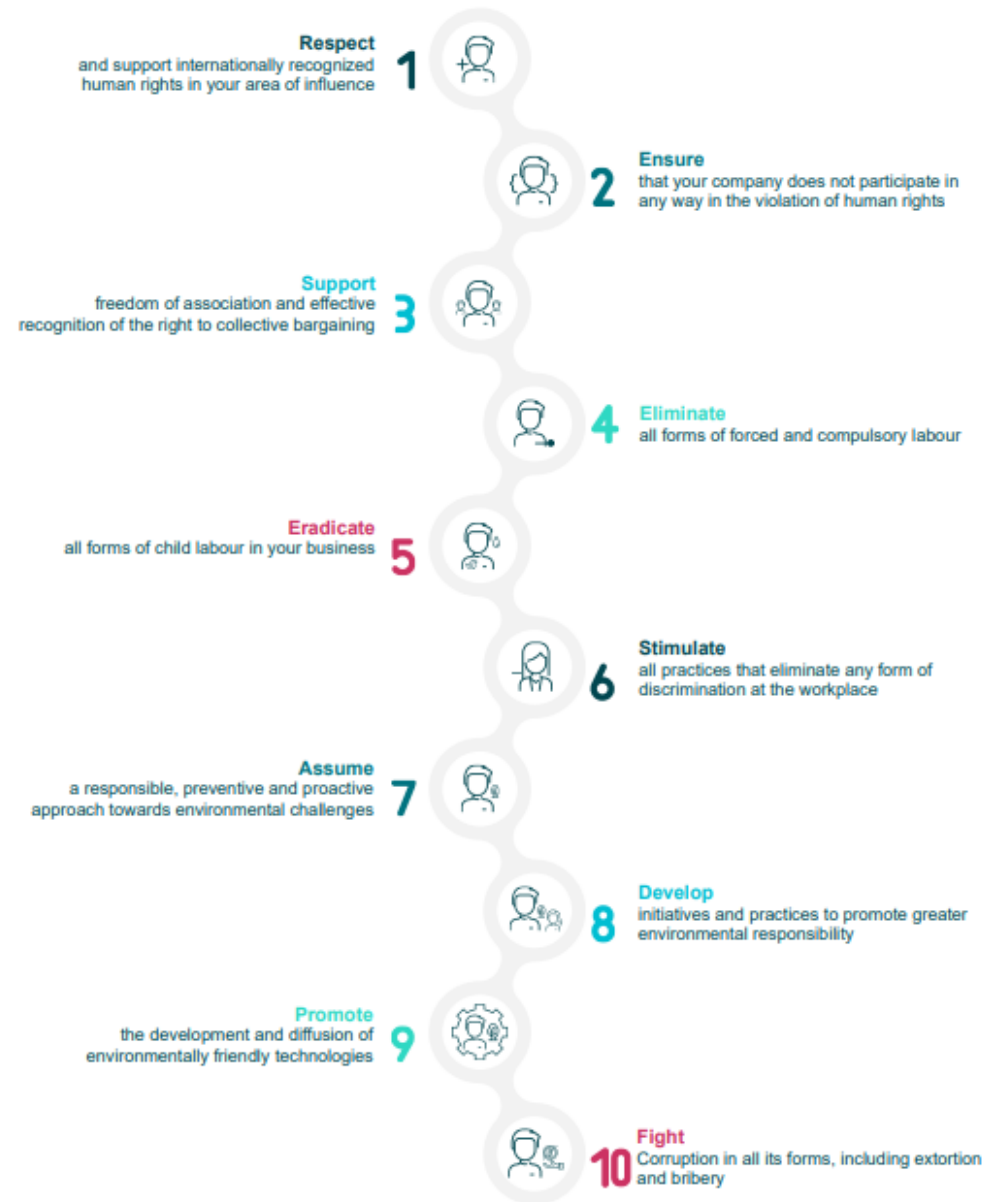 Respect
1
and support internationally recognized
human rights in your area of influence
2
Ensure
that your company does not participate in
any way in the violation of human rights
Support
3
freedom of association and effective
recognition of the right to collective bargaining
4
Eliminate
all forms of forced and compulsory labour
Eradicate
5
all forms of child labour in your business
6
Stimulate
all practices that eliminate any form of
discrimination at the workplace
Assume
7
a responsible, preventive and proactive
approach towards environmental challenges
8
Develop
initiatives and practices to promote greater
environmental responsibility
Promote
9
the development and diffusion of
environmentally friendly technologies
10
Fight
Corruption in all its forms, including extortion
and bribery